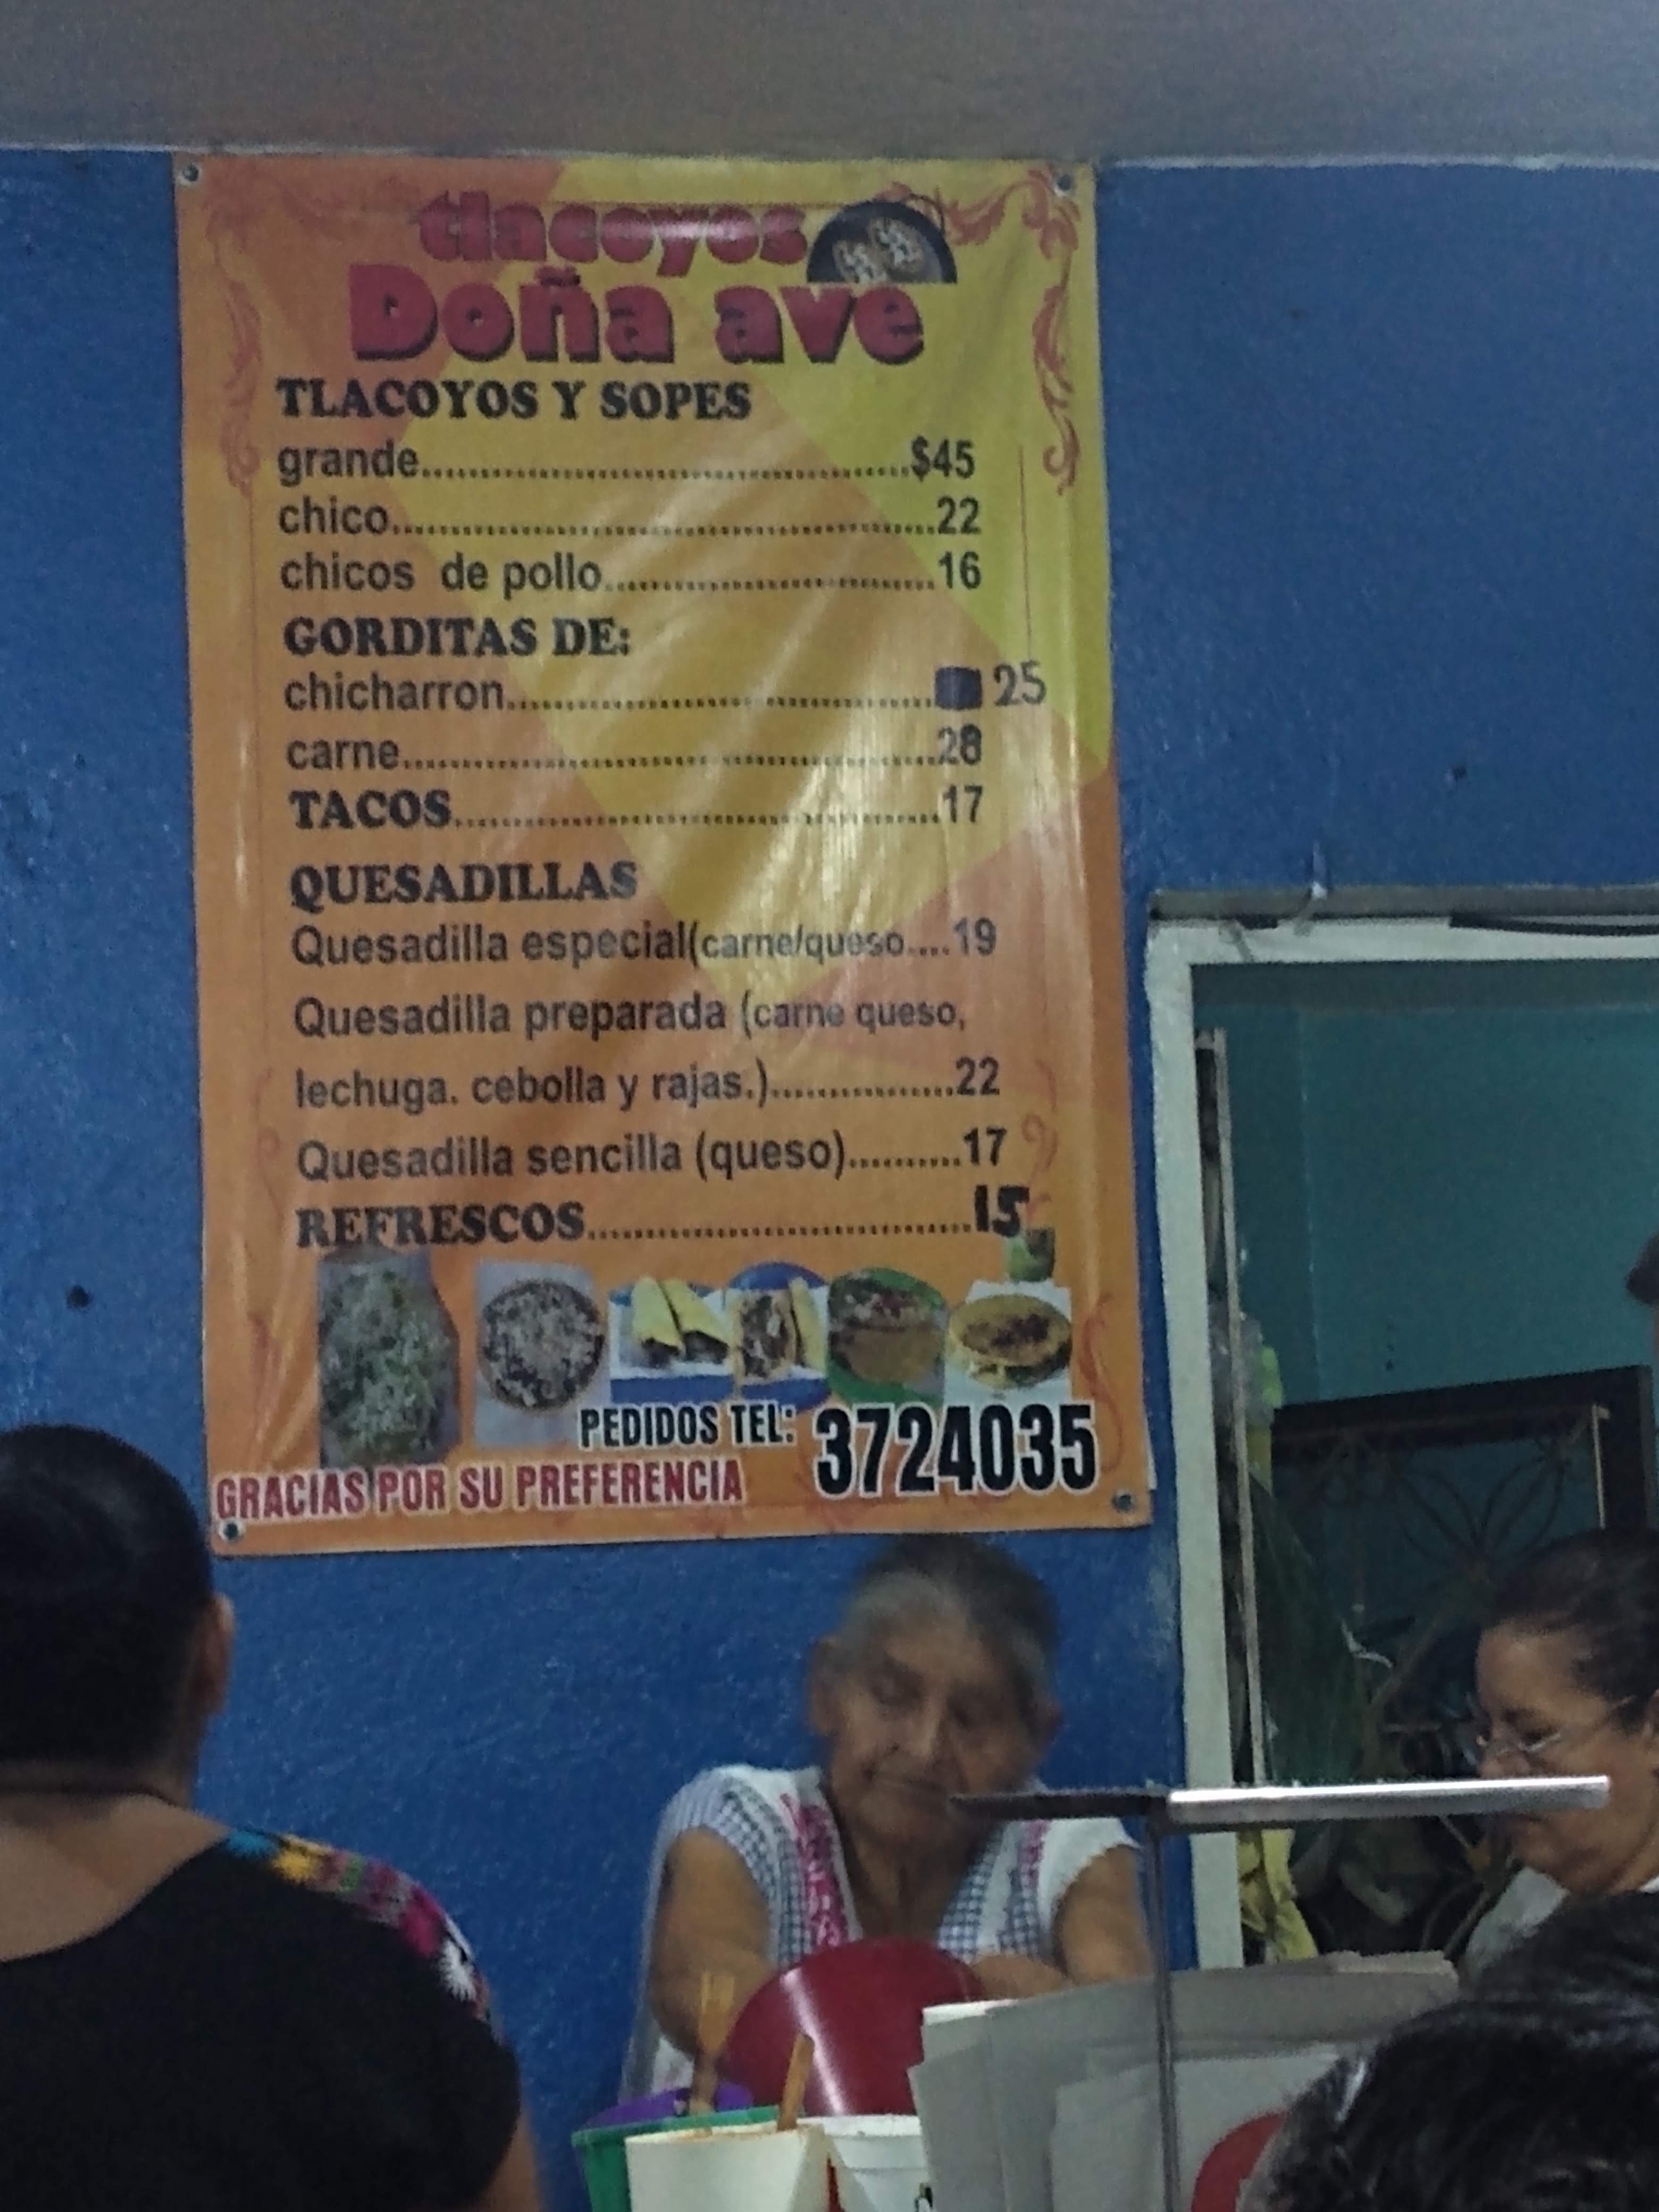 tlacoyos
Doña ave
TLACOYOS Y SOPES
grande.......................................$45
chico...........................................22
chicos de pollo..........................16
GORDITAS DE:
chicharron.................................. 25
carne..........................................28
TACOS.......................................17
QUESADILLAS
Quesadilla especial(carne/queso....19
Quesadilla preparada (carne queso,
lechuga. cebolla y rajas.)...............22
Quesadilla sencilla (queso)..........17
REFRESCOS...............................15
PEDIDOS TEL: 3724035
GRACIAS POR SU PREFERENCIA